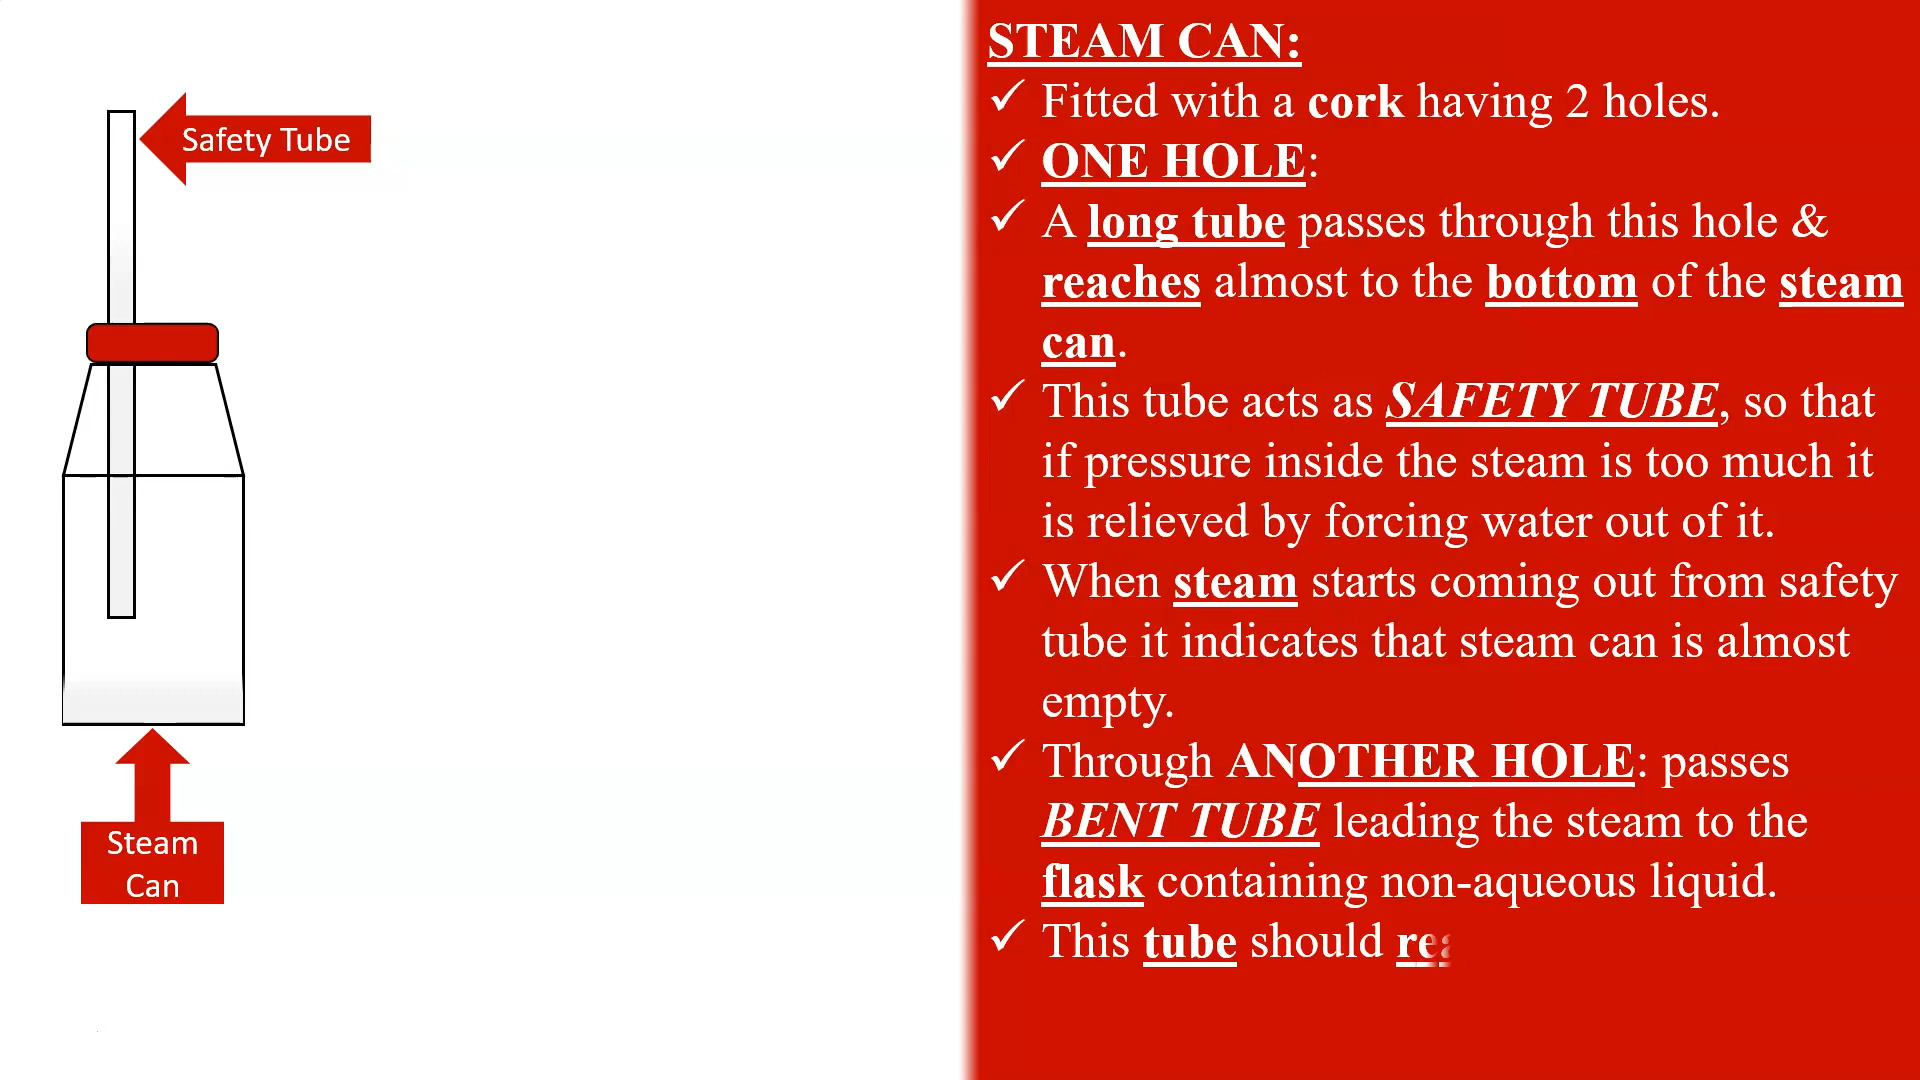 Safety Tube
Steam
Can
STEAM CAN:
✓ Fitted with a cork having 2 holes.
✓ ONE HOLE:
✓ A long tube passes through this hole &
reaches almost to the bottom of the steam
can.
✓ This tube acts as SAFETY TUBE, so that
if pressure inside the steam is too much it
is relieved by forcing water out of it.
✓ When steam starts coming out from safety
tube it indicates that steam can is almost
empty.
✓ Through ANOTHER HOLE: passes
BENT TUBE leading the steam to the
flask containing non-aqueous liquid.
✓ This tube should